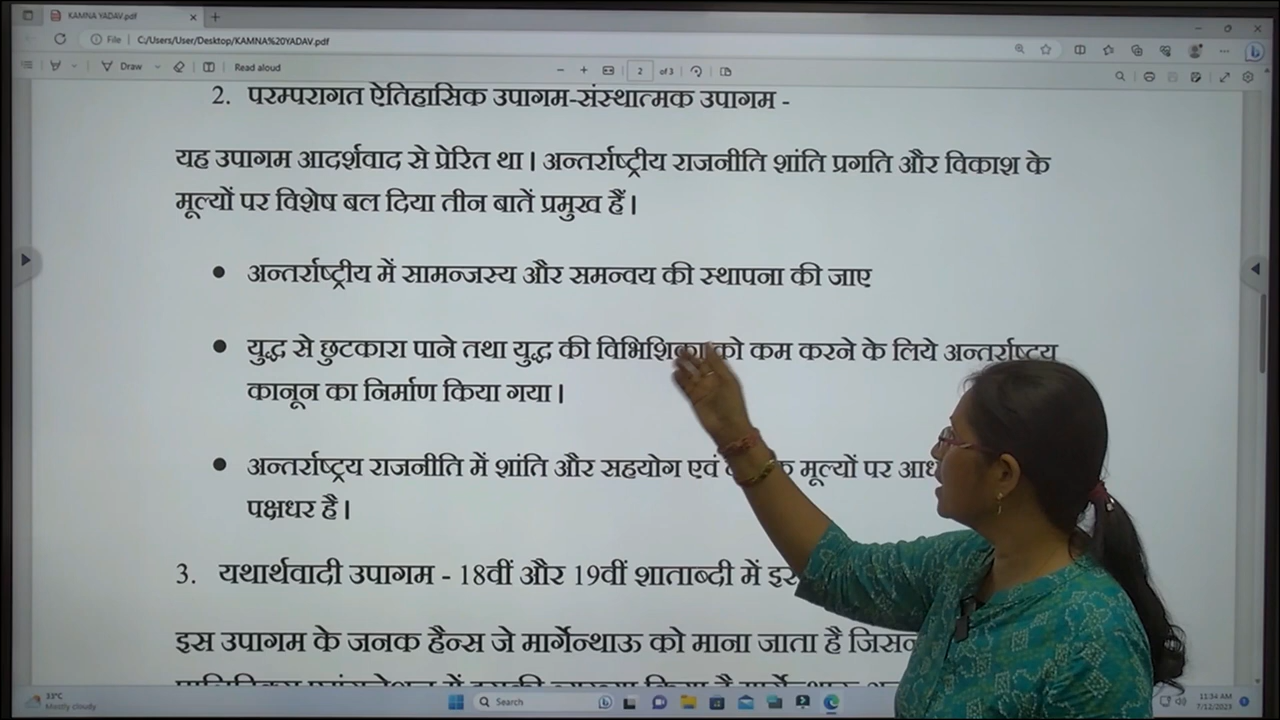 KAMNA YADAV.pdf
File C:/Users/User/Desktop/KAMNA%20YADAV.pdf
Draw Read aloud 2 of 3
2. परम्परागत ऐतिहासिक उपागम-संस्थात्मक उपागम -
यह उपागम आदर्शवाद से प्रेरित था। अन्तर्राष्ट्रीय राजनीति शांति प्रगति और विकाश के
मूल्यों पर विशेष बल दिया तीन बातें प्रमुख हैं।
• अन्तर्राष्ट्रीय में सामन्जस्य और समन्वय की स्थापना की जाए
• युद्ध से छुटकारा पाने तथा युद्ध की विभिशिका को कम करने के लिये अन्तर्राष्ट्रय
कानून का निर्माण किया गया।
• अन्तर्राष्ट्रय राजनीति में शांति और सहयोग एवं मूल्यों पर
पक्षधर है।
3. यथार्थवादी उपागम - 18वीं और 19वीं शाताब्दी में
इस उपागम के जनक हैन्स जे मार्गेन्थाऊ को माना जाता है
33°C
Mostly cloudy
Search
11:34 AM
7/12/2023